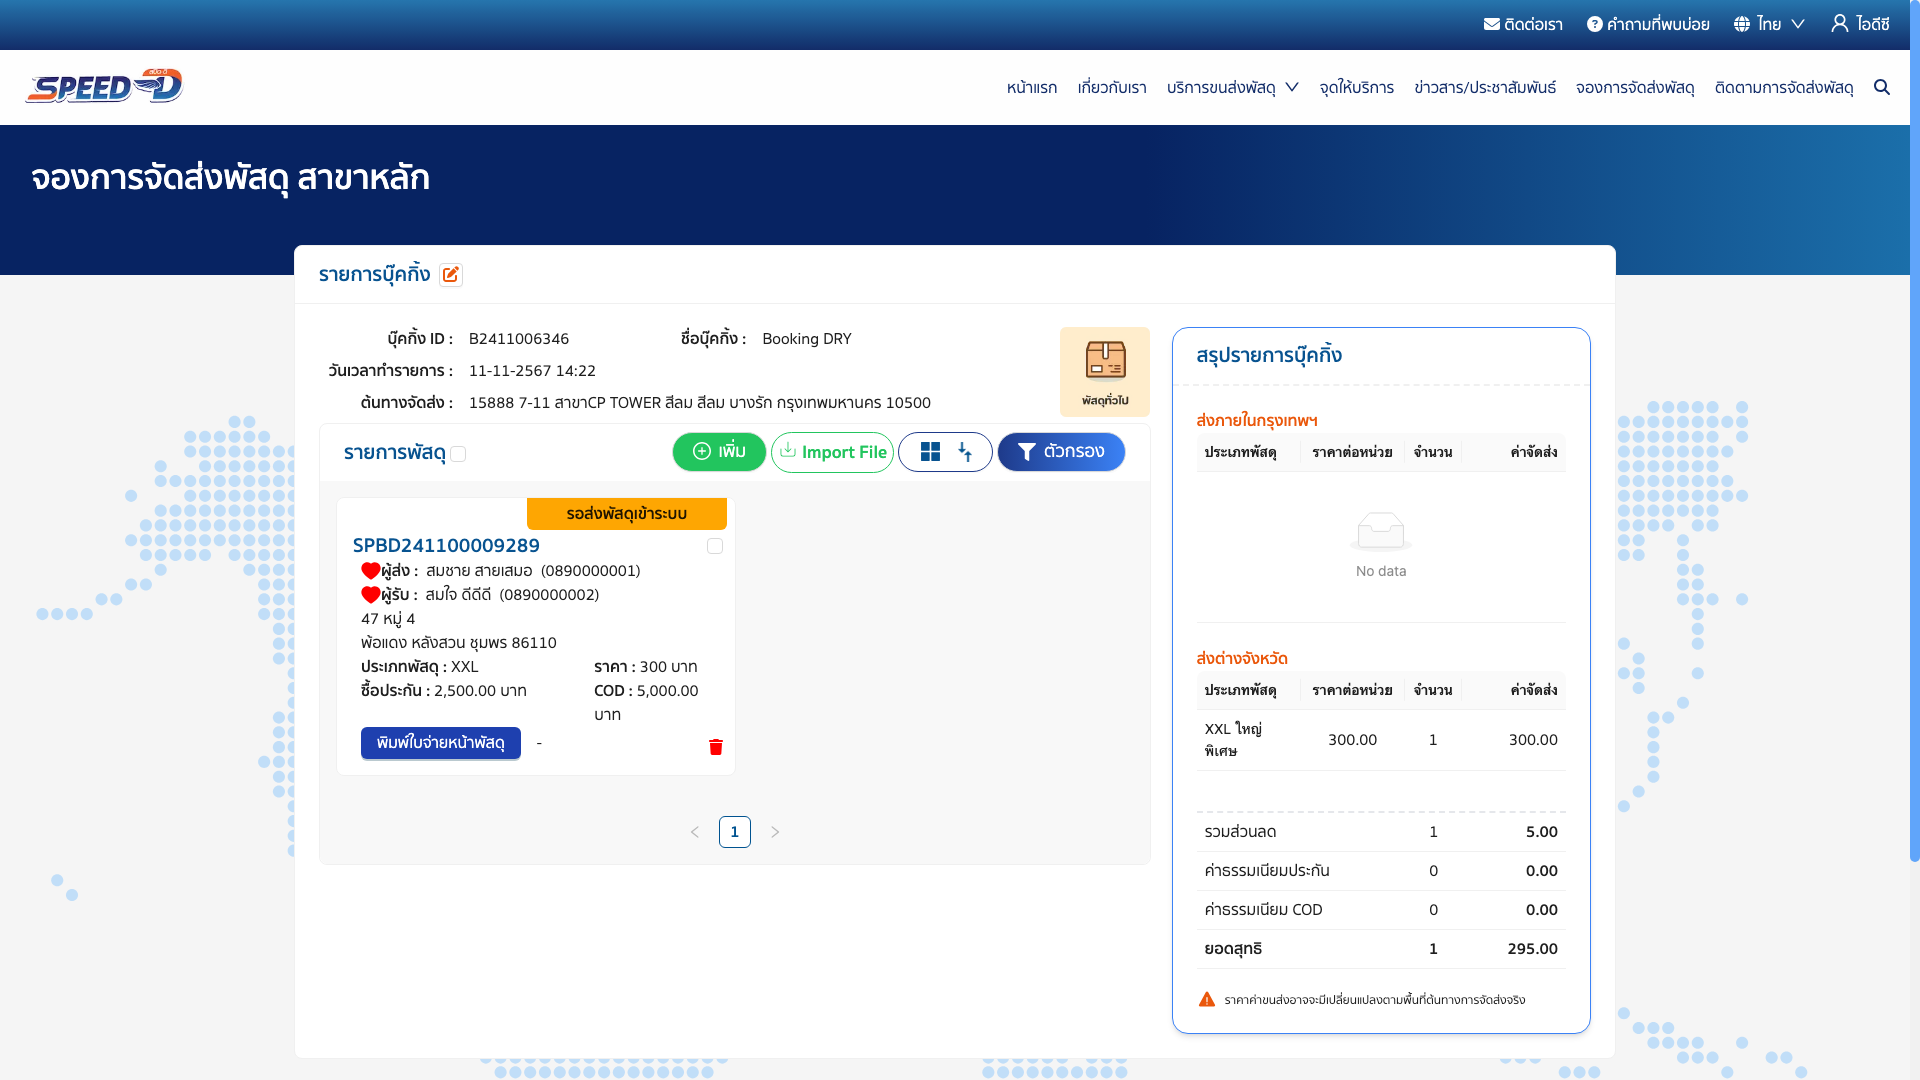 ติดต่อเรา คำถามที่พบบ่อย ไทย ไอดีซี
SPEED-D สปีด-ดี
หน้าแรก เกี่ยวกับเรา บริการขนส่งพัสดุ จุดให้บริการ ข่าวสาร/ประชาสัมพันธ์ จองการจัดส่งพัสดุ ติดตามการจัดส่งพัสดุ
จองการจัดส่งพัสดุ สาขาหลัก
รายการบุ๊คกิ้ง
บุ๊คกิ้ง ID : B2411006346 ชื่อบุ๊คกิ้ง : Booking DRY
วันเวลาทำรายการ : 11-11-2567 14:22
ต้นทางจัดส่ง : 15888 7-11 สาขาCP TOWER สีลม สีลม บางรัก กรุงเทพมหานคร 10500
พัสดุทั่วไป
รายการพัสดุ เพิ่ม Import File ตัวกรอง
รอส่งพัสดุเข้าระบบ
SPBD241100009289
ผู้ส่ง : สมชาย สายเสมอ (0890000001)
ผู้รับ : สมใจ ดีดีดี (0890000002)
47 หมู่ 4
พ้อแดง หลังสวน ชุมพร 86110
ประเภทพัสดุ : XXL ราคา : 300 บาท
ซื้อประกัน : 2,500.00 บาท COD : 5,000.00
บาท
พิมพ์ใบจ่ายหน้าพัสดุ -
1
สรุปรายการบุ๊คกิ้ง
ส่งภายในกรุงเทพฯ
ประเภทพัสดุ ราคาต่อหน่วย จำนวน ค่าจัดส่ง
No data
ส่งต่างจังหวัด
ประเภทพัสดุ ราคาต่อหน่วย จำนวน ค่าจัดส่ง
XXL ใหญ่
พิเศษ 300.00 1 300.00
รวมส่วนลด 1 5.00
ค่าธรรมเนียมประกัน 0 0.00
ค่าธรรมเนียม COD 0 0.00
ยอดสุทธิ 1 295.00
ราคาค่าขนส่งอาจจะมีเปลี่ยนแปลงตามพื้นที่ต้นทางการจัดส่งจริง